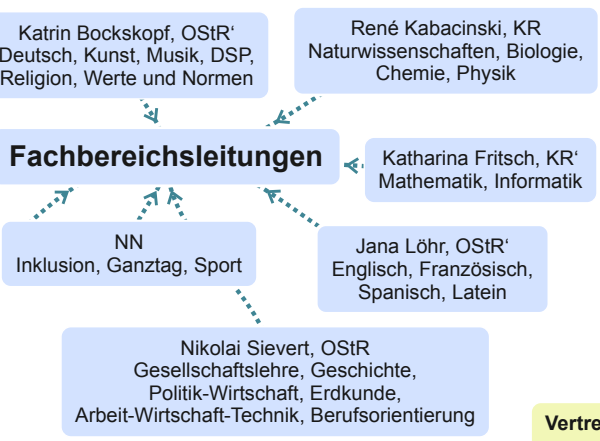 Katrin Bockskopf, OStR‘
Deutsch, Kunst, Musik, DSP,
Religion, Werte und Normen
René Kabacinski, KR
Naturwissenschaften, Biologie,
Chemie, Physik
Fachbereichsleitungen
Katharina Fritsch, KR‘
Mathematik, Informatik
NN
Inklusion, Ganztag, Sport
Jana Löhr, OStR‘
Englisch, Französisch,
Spanisch, Latein
Nikolai Sievert, OStR
Gesellschaftslehre, Geschichte,
Politik-Wirtschaft, Erdkunde,
Arbeit-Wirtschaft-Technik, Berufsorientierung
Vertre